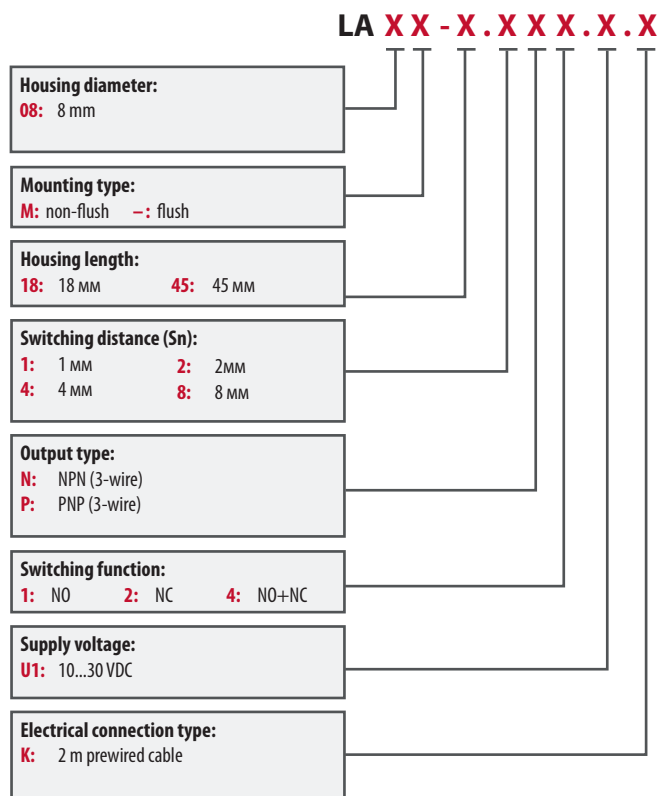 LA X X - X . X X X . X . X
Housing diameter:
08: 8 mm
Mounting type:
M: non-flush – : flush
Housing length:
18: 18 мм 45: 45 мм
Switching distance (Sn):
1: 1 мм 2: 2мм
4: 4 мм 8: 8 мм
Output type:
N: NPN (3-wire)
P: PNP (3-wire)
Switching function:
1: NO 2: NC 4: NO+NC
Supply voltage:
U1: 10...30 VDC
Electrical connection type:
K: 2 m prewired cable